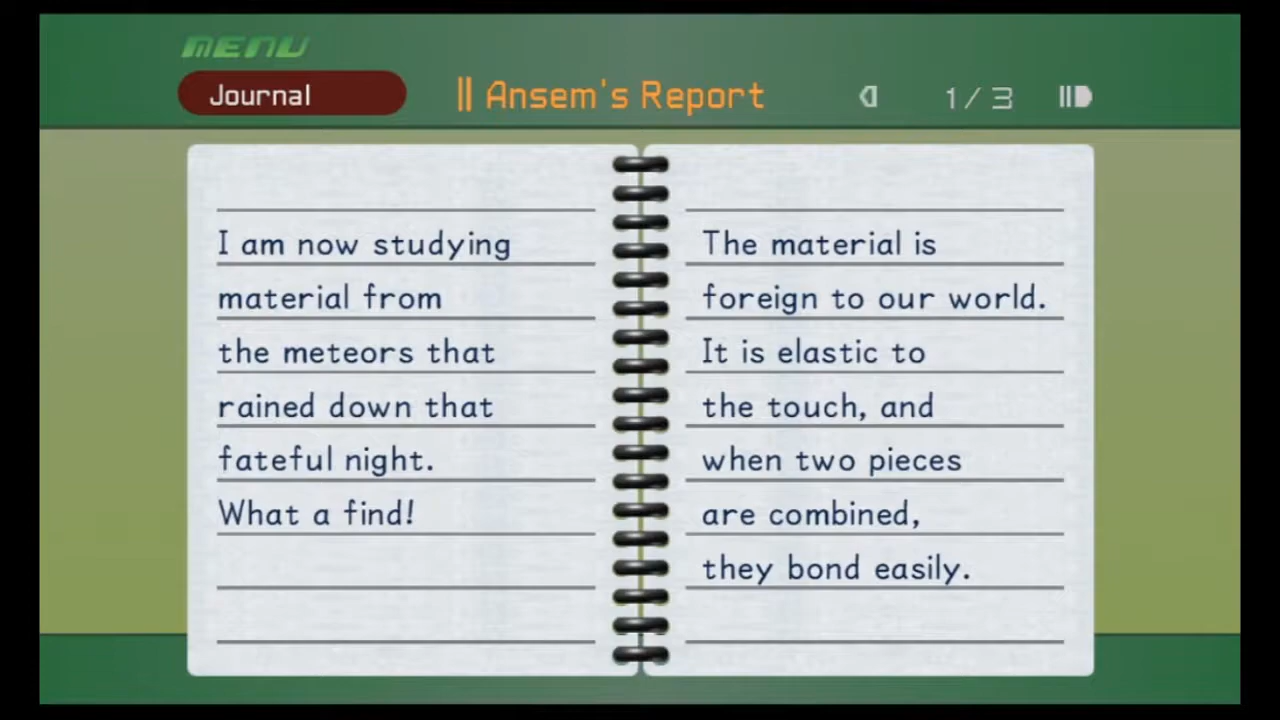 MENU
Journal
Ansem's Report
1/3
I am now studying
material from
the meteors that
rained down that
fateful night.
What a find!
The material is
foreign to our world.
It is elastic to
the touch, and
when two pieces
are combined,
they bond easily.